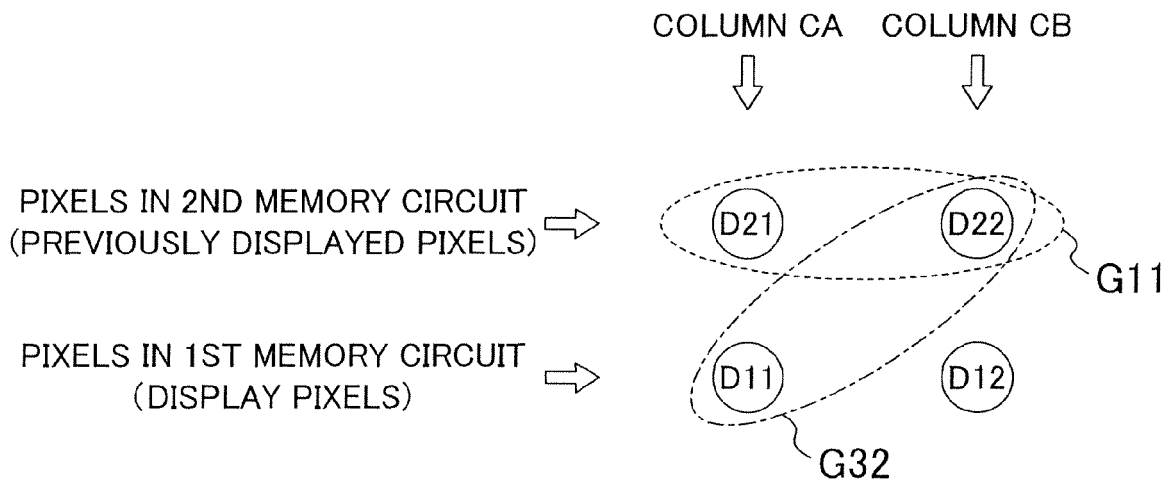 COLUMN CA COLUMN CB
PIXELS IN 2ND MEMORY CIRCUIT
(PREVIOUSLY DISPLAYED PIXELS)
D21 D22
G11
PIXELS IN 1ST MEMORY CIRCUIT
(DISPLAY PIXELS)
D11 D12
G32